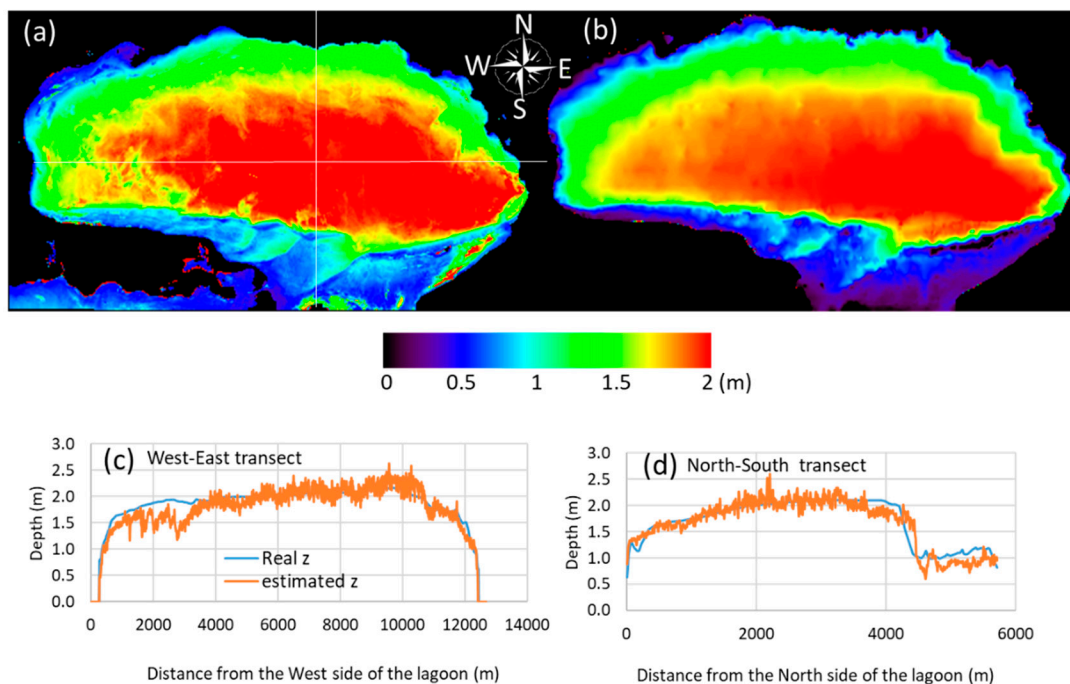 (a)
N
W E
S
(b)
0 0.5 1 1.5 2 (m)
(c) West-East transect
3.0
2.5
2.0
1.5
1.0
0.5
0.0
Depth (m)
Real z
estimated z
0 2000 4000 6000 8000 10000 12000 14000
Distance from the West side of the lagoon (m)
(d) North-South transect
3.0
2.5
2.0
1.5
1.0
0.5
0.0
Depth (m)
0 2000 4000 6000
Distance from the North side of the lagoon (m)